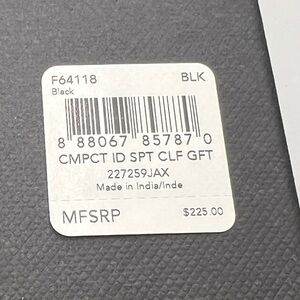 F64118 BLK
Black
8 88067 85787 0
CMPCT ID SPT CLF GFT
227259JAX
Made in India/Inde
MFSRP $225.00